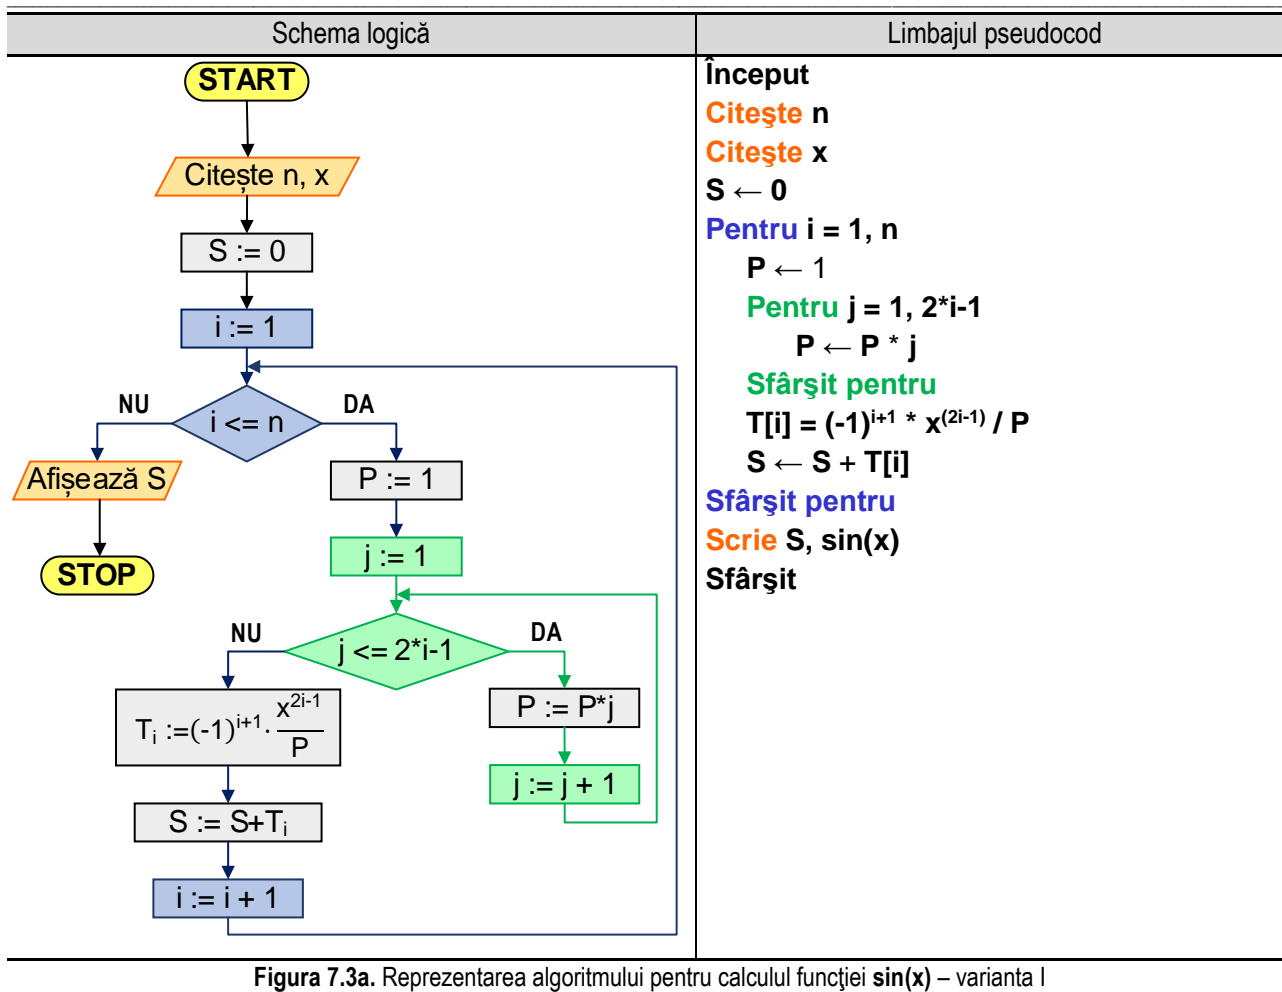 Schema logică
Limbajul pseudocod
START
Citește n, x
S := 0
i := 1
NU
DA
i <= n
Afișează S
P := 1
STOP
j := 1
NU
DA
j <= 2*i-1
Tᵢ :=(-1)ⁱ⁺¹· x²ⁱ⁻¹/P
P := P*j
j := j + 1
S := S+Tᵢ
i := i + 1
Început
Citeşte n
Citeşte x
S ← 0
Pentru i = 1, n
P ← 1
Pentru j = 1, 2*i-1
P ← P * j
Sfârşit pentru
T[i] = (-1)ⁱ⁺¹ * x⁽²ⁱ⁻¹⁾ / P
S ← S + T[i]
Sfârşit pentru
Scrie S, sin(x)
Sfârşit
Figura 7.3a. Reprezentarea algoritmului pentru calculul funcţiei sin(x) – varianta I